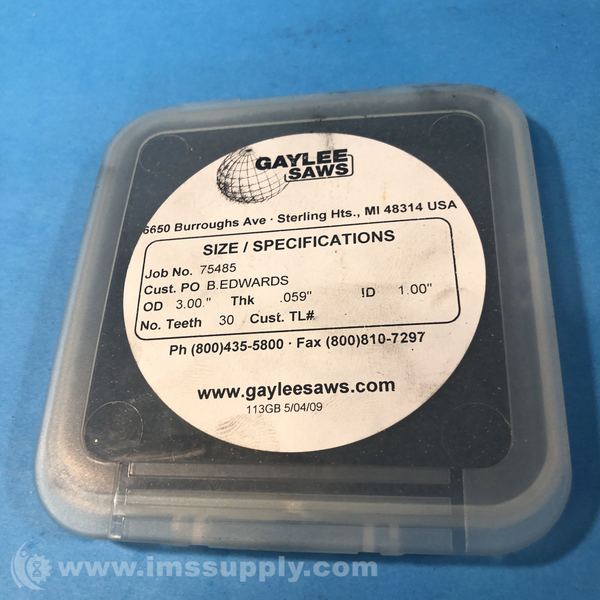 GAYLEE
SAWS
6650 Burroughs Ave · Sterling Hts., MI 48314 USA
SIZE / SPECIFICATIONS
Job No. 75485
Cust. PO B.EDWARDS
OD 3.00." Thk .059" ID 1.00"
No. Teeth 30 Cust. TL#
Ph (800)435-5800 · Fax (800)810-7297
www.gayleesaws.com
113GB 5/04/09
www.imssupply.com